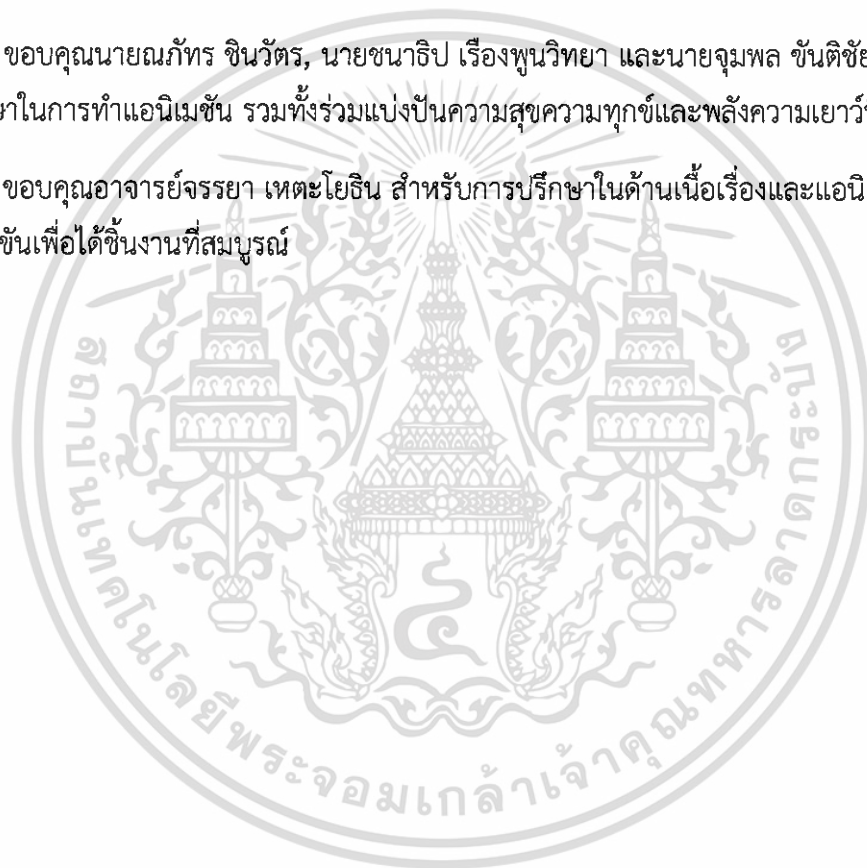 ขอบคุณนายณภัทร ชินวัตร, นายชนาธิป เรืองพูนวิทยา และนายจุมพล ขันติชัย
ษาในการทำแอนิเมชัน รวมทั้งร่วมแบ่งปันความสุขความทุกข์และพลังความเยาว์
ขอบคุณอาจารย์จรรยา เหตะโยธิน สำหรับการปรึกษาในด้านเนื้อเรื่องและแอนิ
ชันเพื่อได้ชิ้นงานที่สมบูรณ์
สถาบันเทคโนโลยีพระจอมเกล้าเจ้าคุณทหารลาดกระบัง
๔